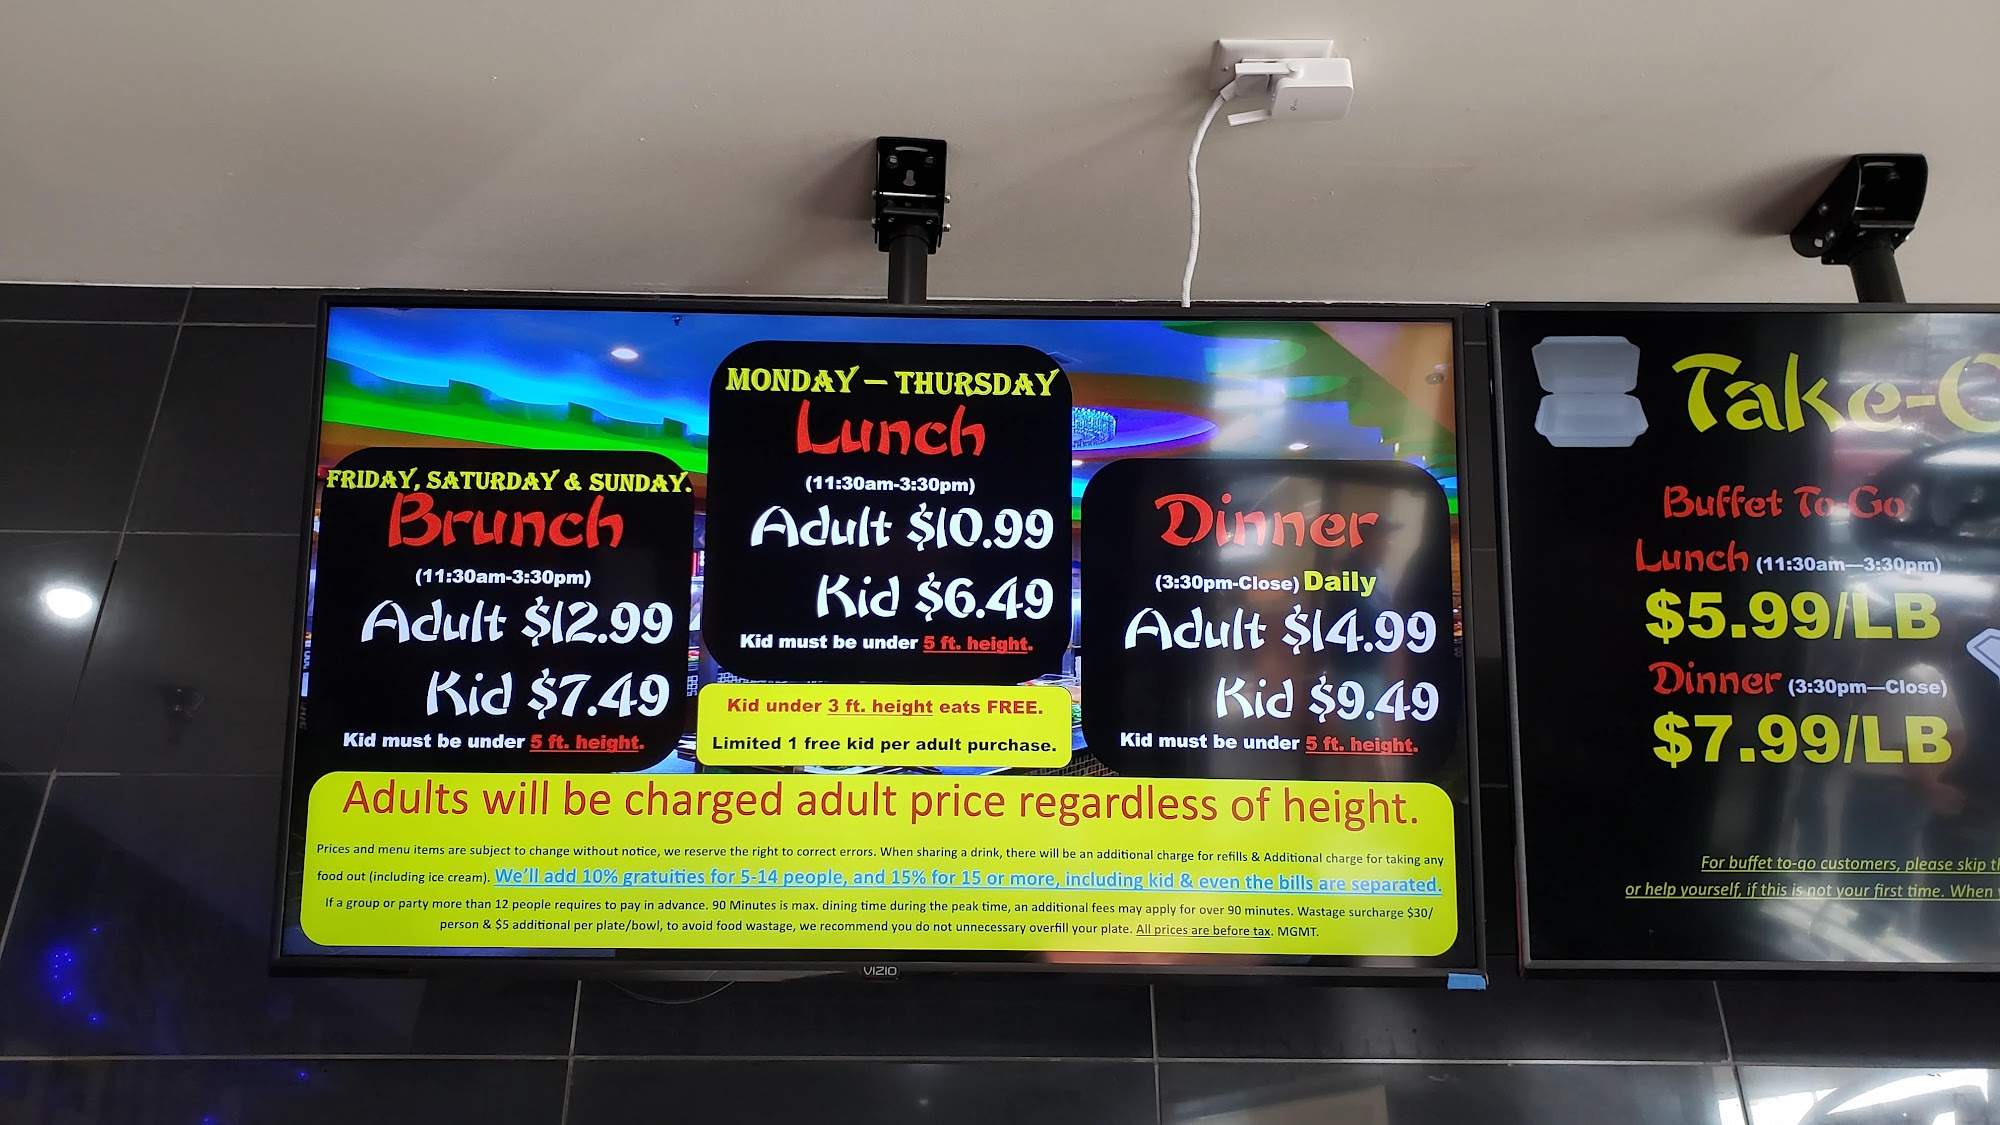 FRIDAY, SATURDAY & SUNDAY.
Brunch
(11:30am-3:30pm)
Adult $12.99
Kid $7.49
Kid must be under 5 ft. height.
MONDAY – THURSDAY
Lunch
(11:30am-3:30pm)
Adult $10.99
Kid $6.49
Kid must be under 5 ft. height.
Kid under 3 ft. height eats FREE.
Limited 1 free kid per adult purchase.
Dinner
(3:30pm-Close) Daily
Adult $14.99
Kid $9.49
Kid must be under 5 ft. height.
Adults will be charged adult price regardless of height.
Prices and menu items are subject to change without notice, we reserve the right to correct errors. When sharing a drink, there will be an additional charge for refills & Additional charge for taking any
food out (including ice cream). We'll add 10% gratuities for 5-14 people, and 15% for 15 or more, including kid & even the bills are separated.
If a group or party more than 12 people requires to pay in advance. 90 Minutes is max. dining time during the peak time, an additional fees may apply for over 90 minutes. Wastage surcharge $30/
person & $5 additional per plate/bowl, to avoid food wastage, we recommend you do not unnecessary overfill your plate. All prices are before tax. MGMT.
VIZIO
Take-
Buffet To-Go
Lunch (11:30am—3:30pm)
$5.99/LB
Dinner (3:30pm—Close)
$7.99/LB
For buffet to-go customers, please skip
or help yourself, if this is not your first time. When